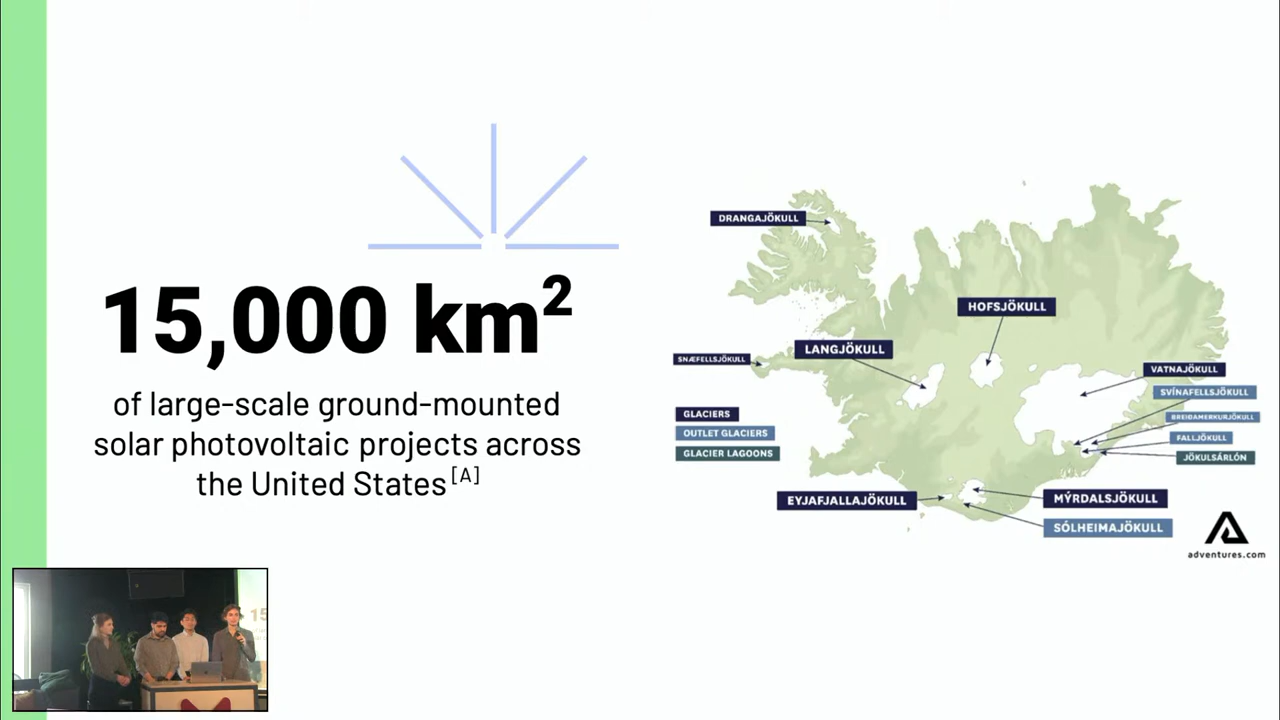 15,000 km²
of large-scale ground-mounted
solar photovoltaic projects across
the United States [A]
DRANGAJÖKULL
HOFSJÖKULL
LANGJÖKULL
SNÆFELLSJÖKULL
VATNAJÖKULL
SVÍNAFELLSJÖKULL
BREIÐAMERKURJÖKULL
FALLJÖKULL
JÖKULSÁRLÓN
GLACIERS
OUTLET GLACIERS
GLACIER LAGOONS
EYJAFJALLAJÖKULL
MÝRDALSJÖKULL
SÓLHEIMAJÖKULL
adventures.com
15